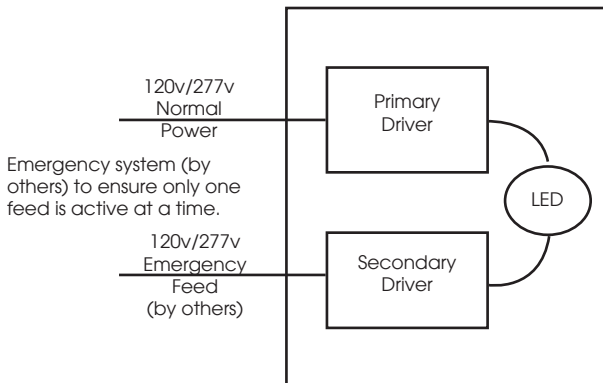 120v/277v
Normal
Power
Primary
Driver
Emergency system (by
others) to ensure only one
feed is active at a time.
LED
120v/277v
Emergency
Feed
(by others)
Secondary
Driver